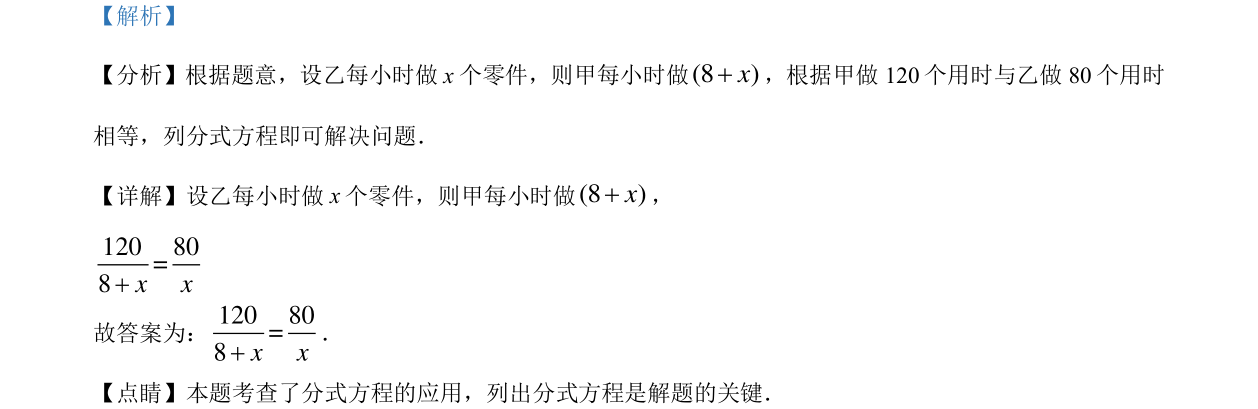 【解析】
【分析】根据题意，设乙每小时做 x 个零件，则甲每小时做(8+x)，根据甲做 120 个用时与乙做 80 个用时
相等，列分式方程即可解决问题．
【详解】设乙每小时做 x 个零件，则甲每小时做(8+x)，
120/(8+x)=80/x
故答案为：120/(8+x)=80/x．
【点睛】本题考查了分式方程的应用，列出分式方程是解题的关键．